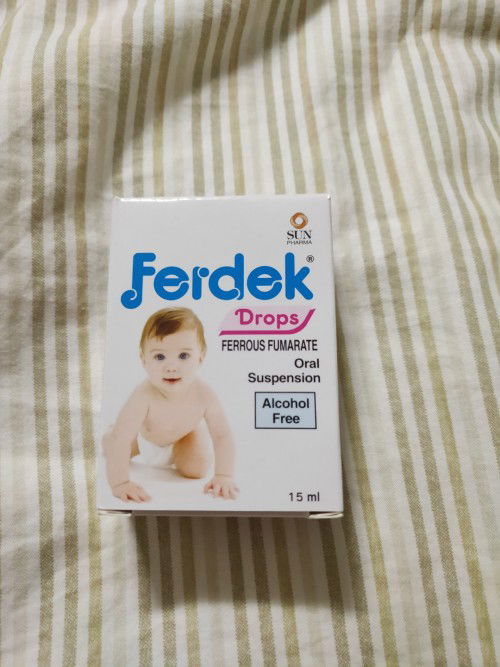 SUN
PHARMA
Ferdek®
Drops
FERROUS FUMARATE
Oral
Suspension
Alcohol
Free
15 ml